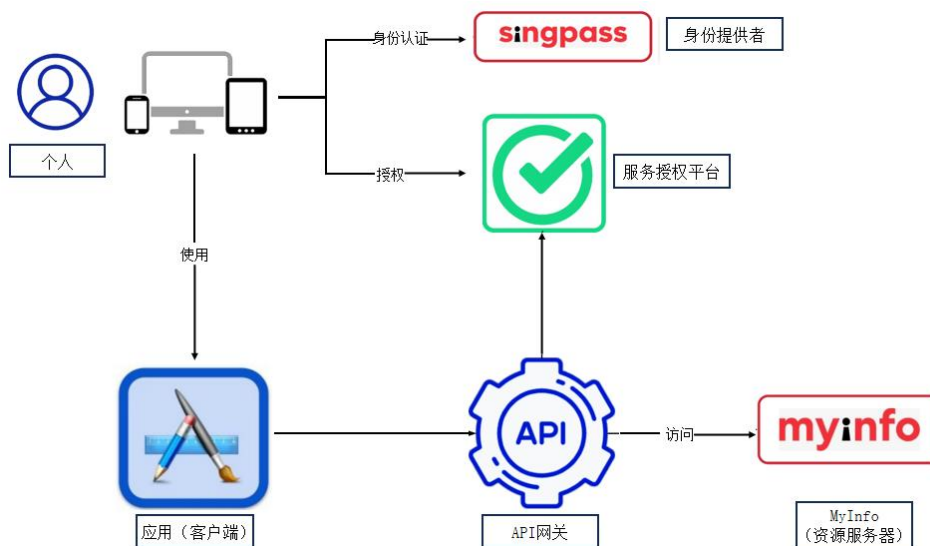 身份认证
singpass
身份提供者
个人
授权
服务授权平台
使用
API
访问
myinfo
应用（客户端）
API网关
MyInfo
（资源服务器）